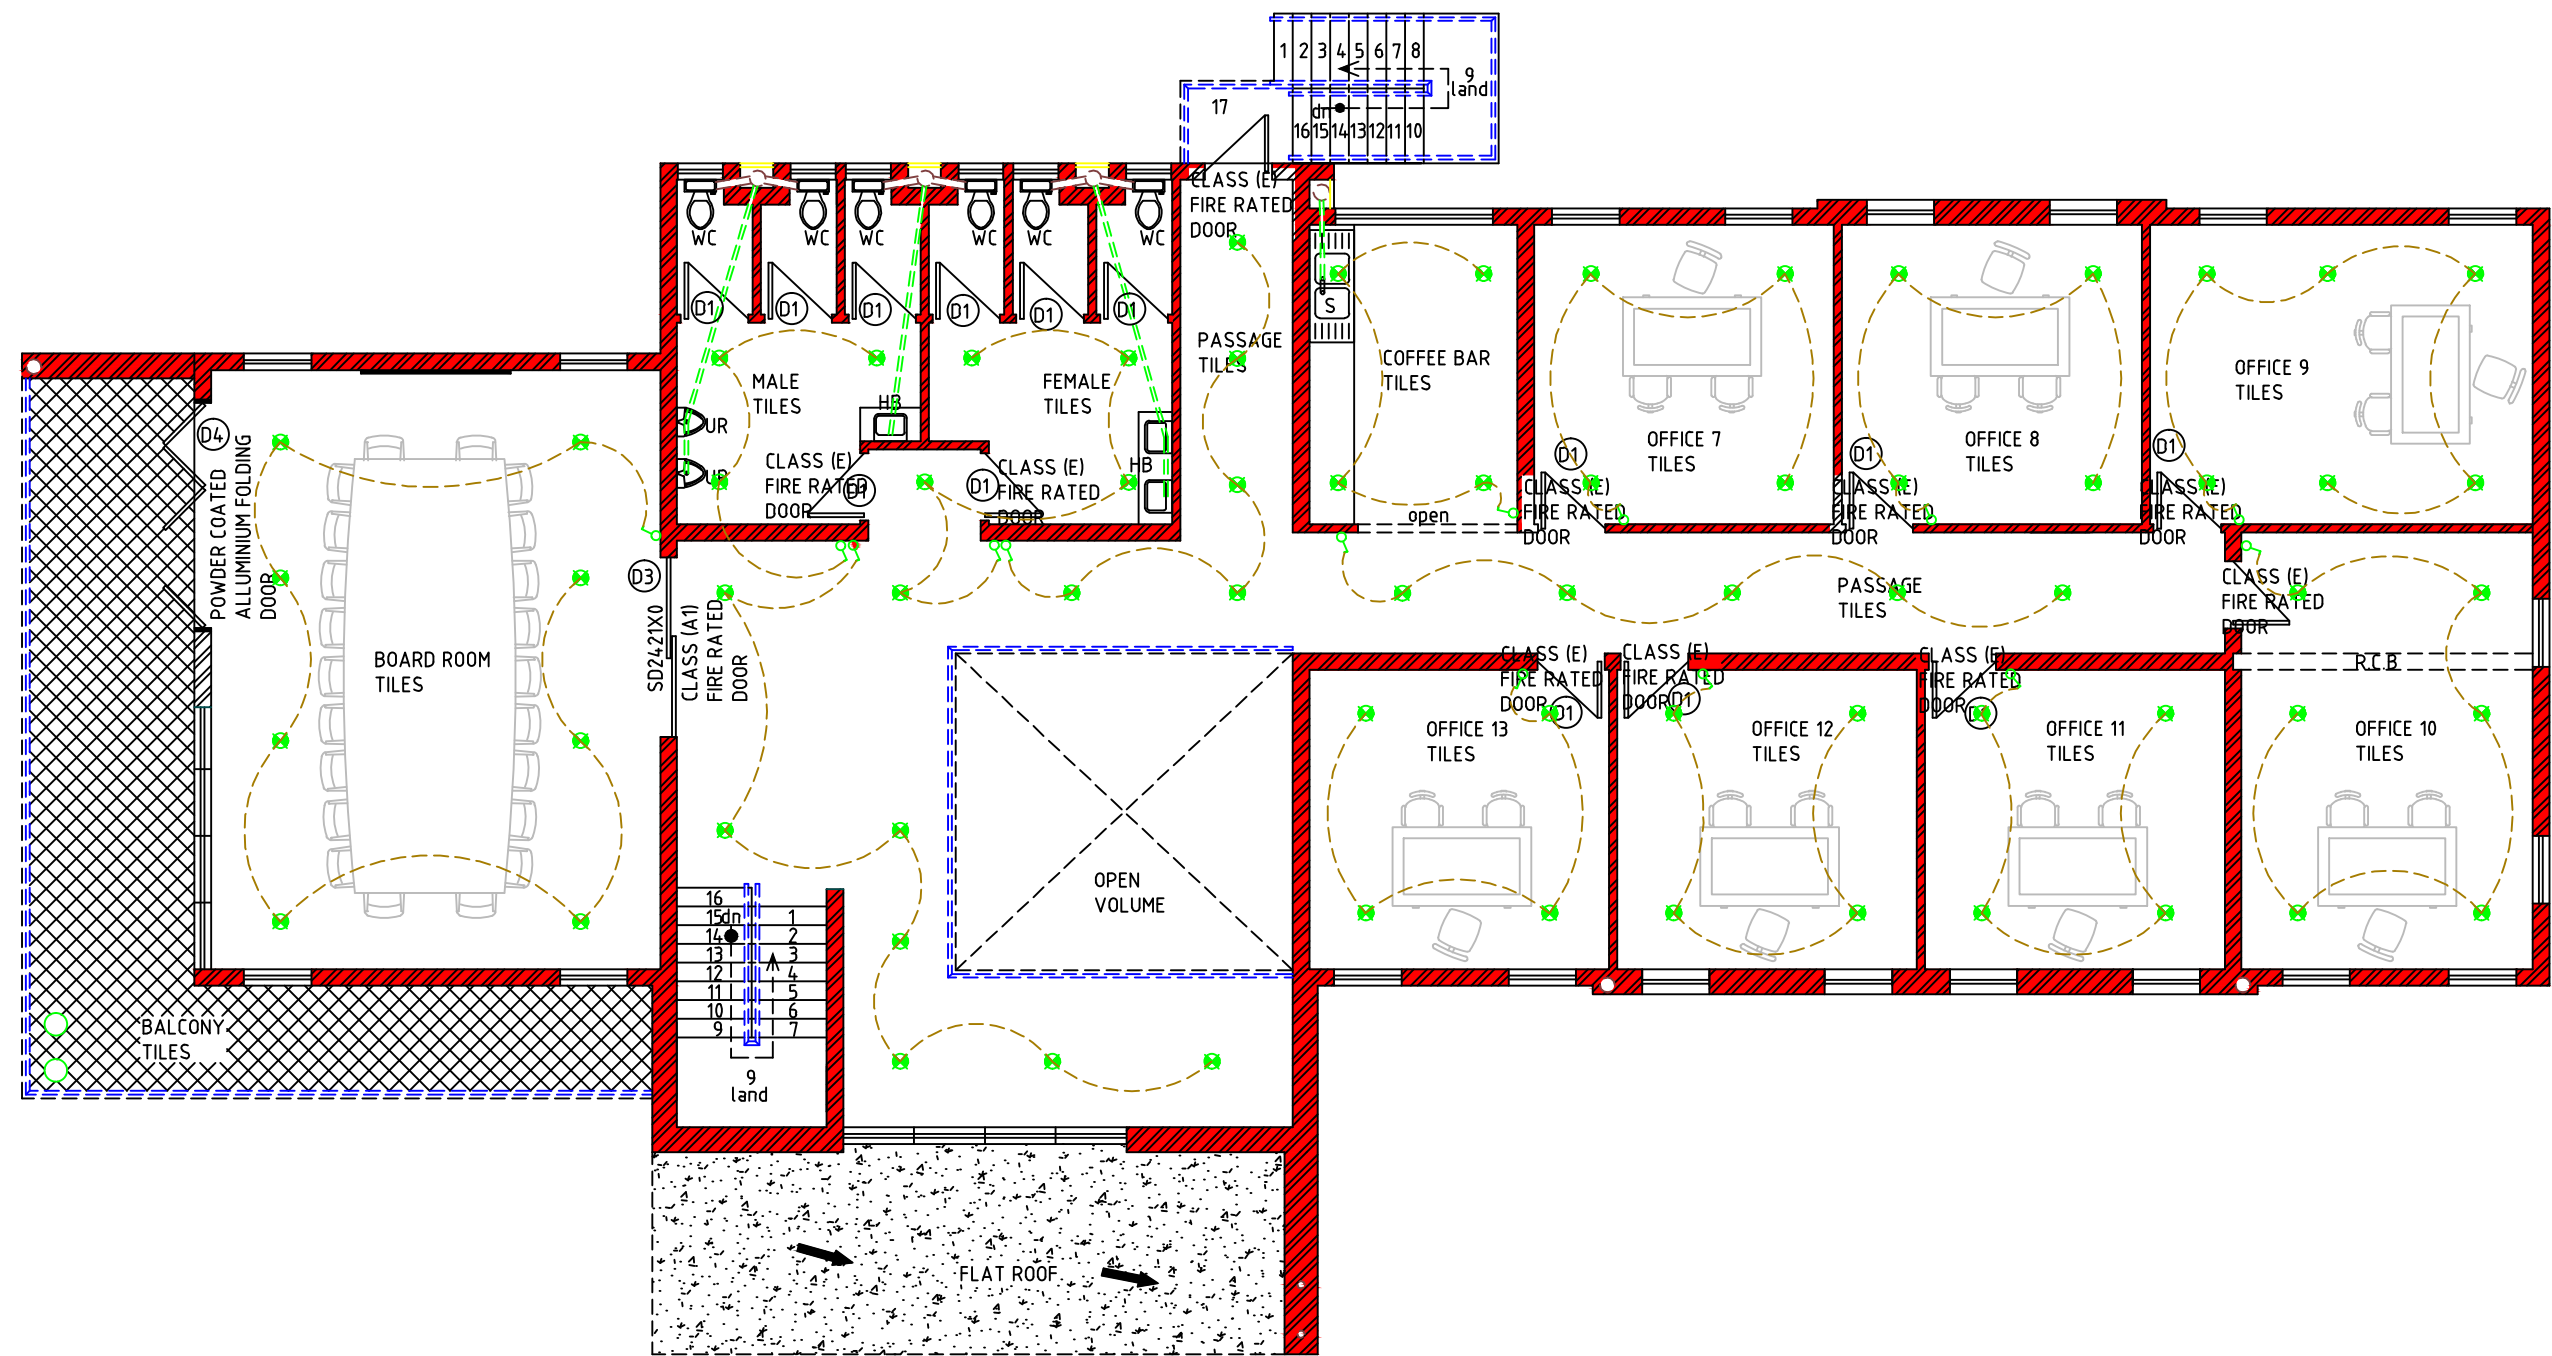 1 2 3 4 5 6 7 8
9
land
17
dn
16 15 14 13 12 11 10
CLASS (E)
FIRE RATED
DOOR
WC
WC
WC
WC
WC
WC
D1
D1
D1
D1
D1
D1
S
PASSAGE
TILES
COFFEE BAR
TILES
OFFICE 9
TILES
MALE
TILES
FEMALE
TILES
HB
UR
UR
HB
D4
POWDER COATED
ALLUMINIUM FOLDING
DOOR
OFFICE 7
TILES
OFFICE 8
TILES
D1
D1
D1
CLASS (E)
FIRE RATED
DOOR
D1
D1
CLASS (E)
FIRE RATED
DOOR
open
CLASS (E)
FIRE RATED
DOOR
CLASS (E)
FIRE RATED
DOOR
CLASS (E)
FIRE RATED
DOOR
D3
SD2421XO
CLASS (A1)
FIRE RATED
DOOR
PASSAGE
TILES
CLASS (E)
FIRE RATED
DOOR
BOARD ROOM
TILES
CLASS (E)
FIRE RATED
DOOR
D1
CLASS (E)
FIRE RATED
DOOR
D1
CLASS (E)
FIRE RATED
DOOR
D1
R.C.B
OFFICE 13
TILES
OFFICE 12
TILES
OFFICE 11
TILES
OFFICE 10
TILES
OPEN
VOLUME
16
15 dn 1
14 2
13 3
12 4
11 5
10 6
9 7
9
land
BALCONY
TILES
FLAT ROOF